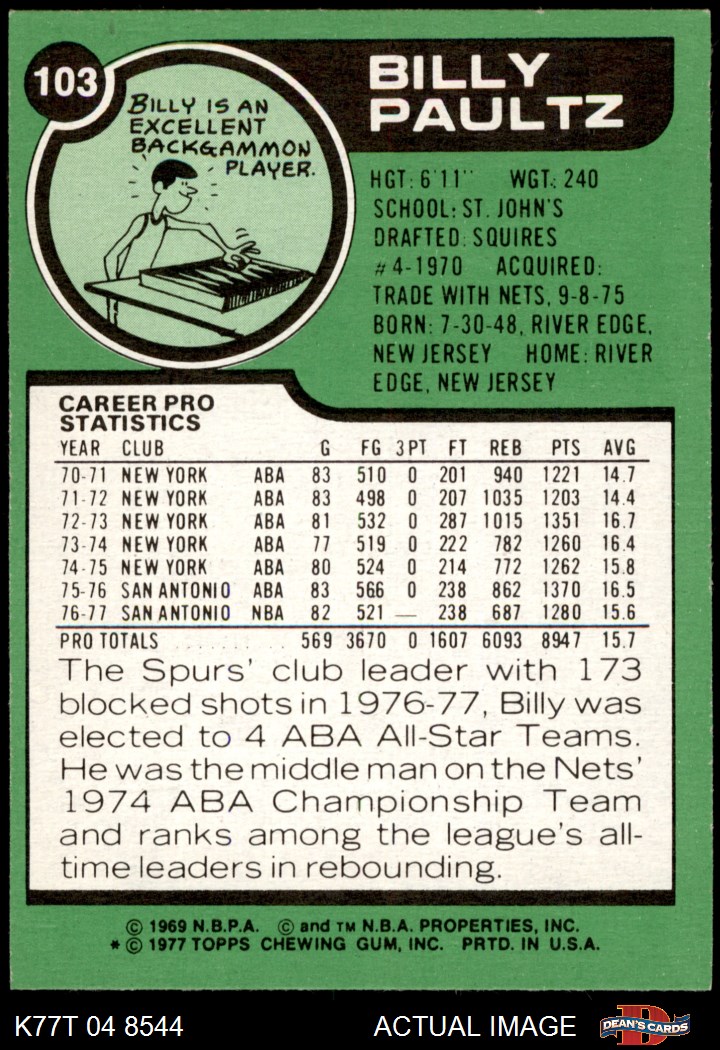 103
BILLY IS AN
EXCELLENT
BACKGAMMON
PLAYER.
BILLY
PAULTZ
HGT: 6'11" WGT: 240
SCHOOL: ST. JOHN'S
DRAFTED: SQUIRES
#4-1970 ACQUIRED:
TRADE WITH NETS, 9-8-75
BORN: 7-30-48, RIVER EDGE,
NEW JERSEY HOME: RIVER
EDGE, NEW JERSEY
CAREER PRO
STATISTICS
YEAR CLUB G FG 3PT FT REB PTS AVG
70-71 NEW YORK ABA 83 510 0 201 940 1221 14.7
71-72 NEW YORK ABA 83 498 0 207 1035 1203 14.4
72-73 NEW YORK ABA 81 532 0 287 1015 1351 16.7
73-74 NEW YORK ABA 77 519 0 222 782 1260 16.4
74-75 NEW YORK ABA 80 524 0 214 772 1262 15.8
75-76 SAN ANTONIO ABA 83 566 0 238 862 1370 16.5
76-77 SAN ANTONIO NBA 82 521 — 238 687 1280 15.6
PRO TOTALS .......... 569 3670 0 1607 6093 8947 15.7
The Spurs' club leader with 173
blocked shots in 1976-77, Billy was
elected to 4 ABA All-Star Teams.
He was the middle man on the Nets'
1974 ABA Championship Team
and ranks among the league's all-
time leaders in rebounding.
© 1969 N.B.P.A. © and TM N.B.A. PROPERTIES, INC.
* © 1977 TOPPS CHEWING GUM, INC. PRTD. IN U.S.A.
K77T 04 8544 ACTUAL IMAGE D DEAN'S CARDS